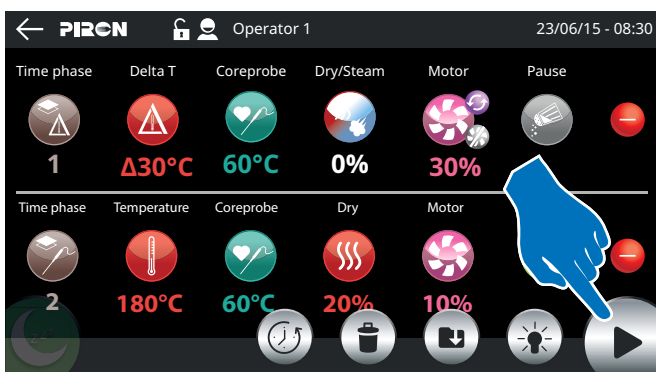 PIRON Operator 1 23/06/15 - 08:30
Time phase Delta T Coreprobe Dry/Steam Motor Pause
1 Δ30°C 60°C 0% 30%
Time phase Temperature Coreprobe Dry Motor
2 180°C 60°C 20% 10%